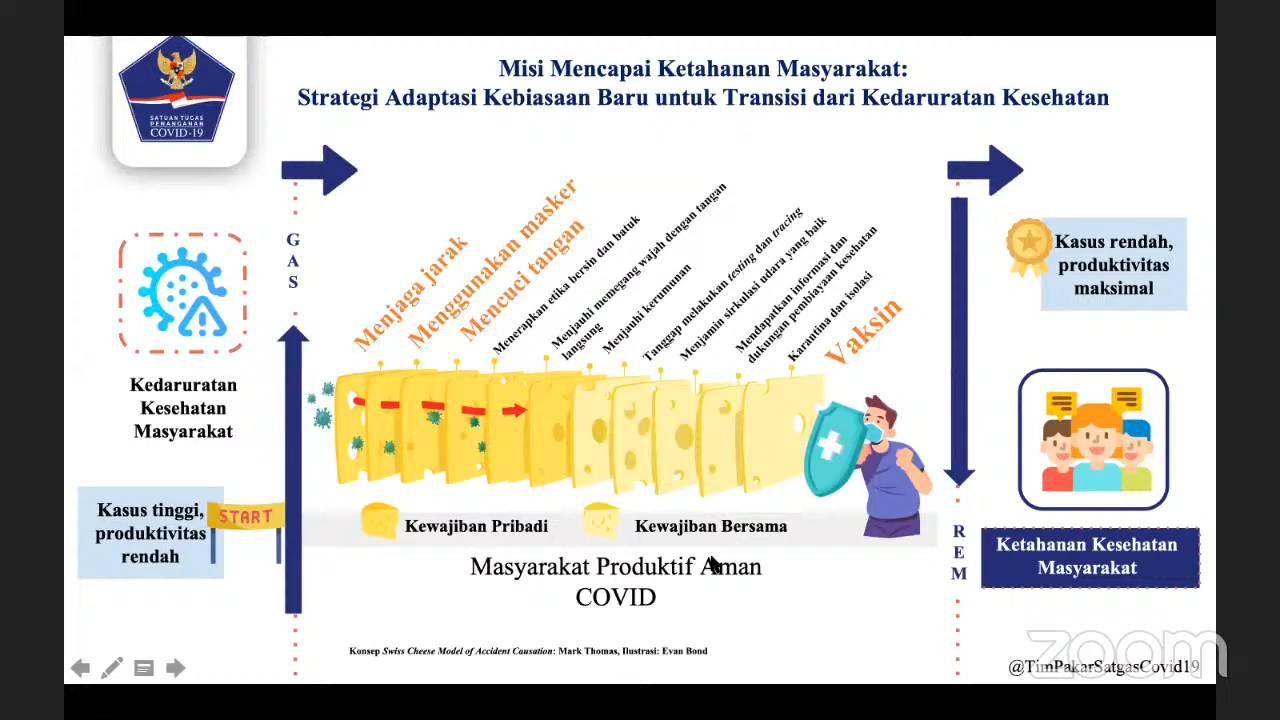 SATUAN TUGAS
PENANGANAN
COVID-19
Misi Mencapai Ketahanan Masyarakat:
Strategi Adaptasi Kebiasaan Baru untuk Transisi dari Kedaruratan Kesehatan
GAS
Kedaruratan
Kesehatan
Masyarakat
Kasus tinggi,
produktivitas
rendah
START
Menjaga jarak
Menggunakan masker
Mencuci tangan
Menerapkan etika bersin dan batuk
Menjauhi memegang wajah dengan tangan
langsung
Menjauhi kerumunan
Tanggap melakukan testing dan tracing
Menjamin sirkulasi udara yang baik
Mendapatkan informasi dan
dukungan pembiayaan kesehatan
Karantina dan isolasi
Vaksin
Kewajiban Pribadi
Kewajiban Bersama
Masyarakat Produktif Aman
COVID
Konsep Swiss Cheese Model of Accident Causation: Mark Thomas, Ilustrasi: Evan Bond
REM
Kasus rendah,
produktivitas
maksimal
Ketahanan Kesehatan
Masyarakat
zoom
@TimPakarSatgasCovid19